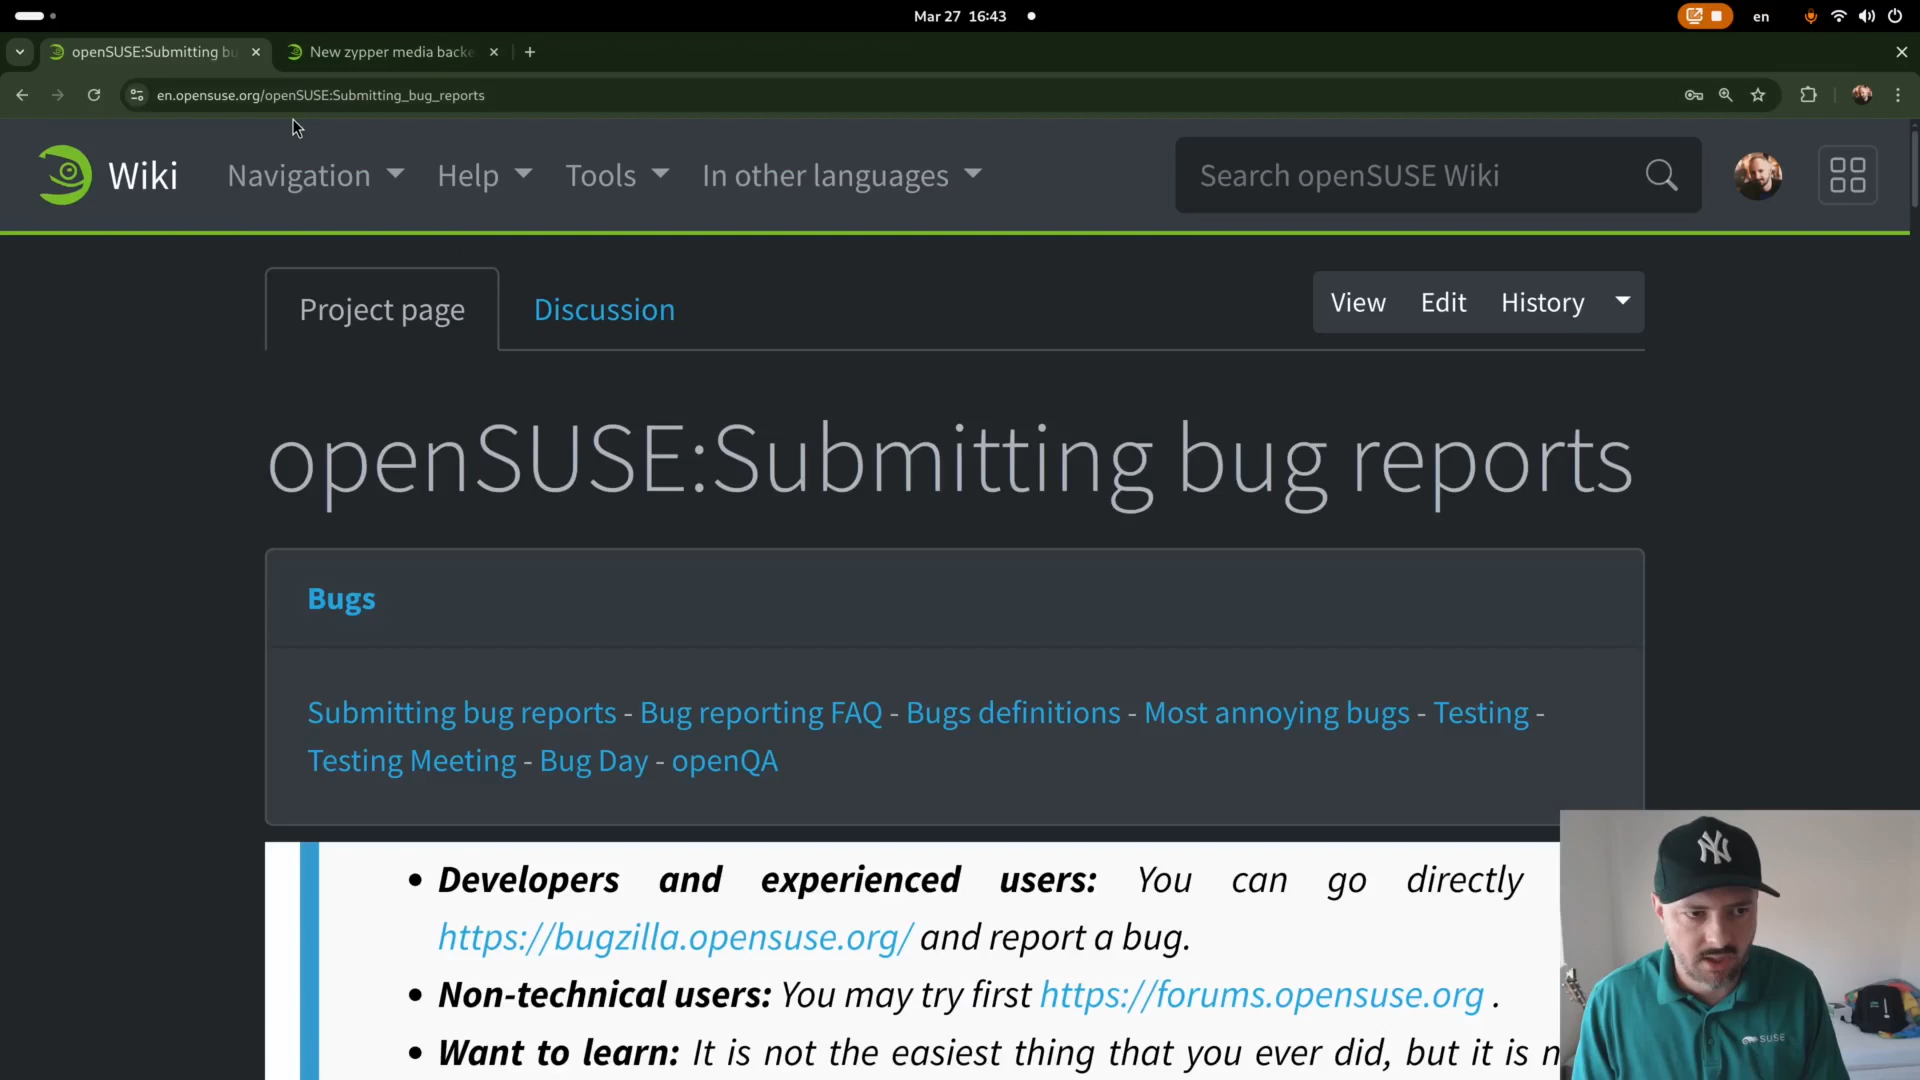 Mar 27 16:43
en
openSUSE:Submitting bu
New zypper media backe
en.opensuse.org/openSUSE:Submitting_bug_reports
Wiki
Navigation
Help
Tools
In other languages
Search openSUSE Wiki
Project page
Discussion
View
Edit
History
openSUSE:Submitting bug reports
Bugs
Submitting bug reports - Bug reporting FAQ - Bugs definitions - Most annoying bugs - Testing -
Testing Meeting - Bug Day - openQA
• Developers and experienced users: You can go directly
https://bugzilla.opensuse.org/ and report a bug.
• Non-technical users: You may try first https://forums.opensuse.org .
• Want to learn: It is not the easiest thing that you ever did, but it is n
NY
SUSE